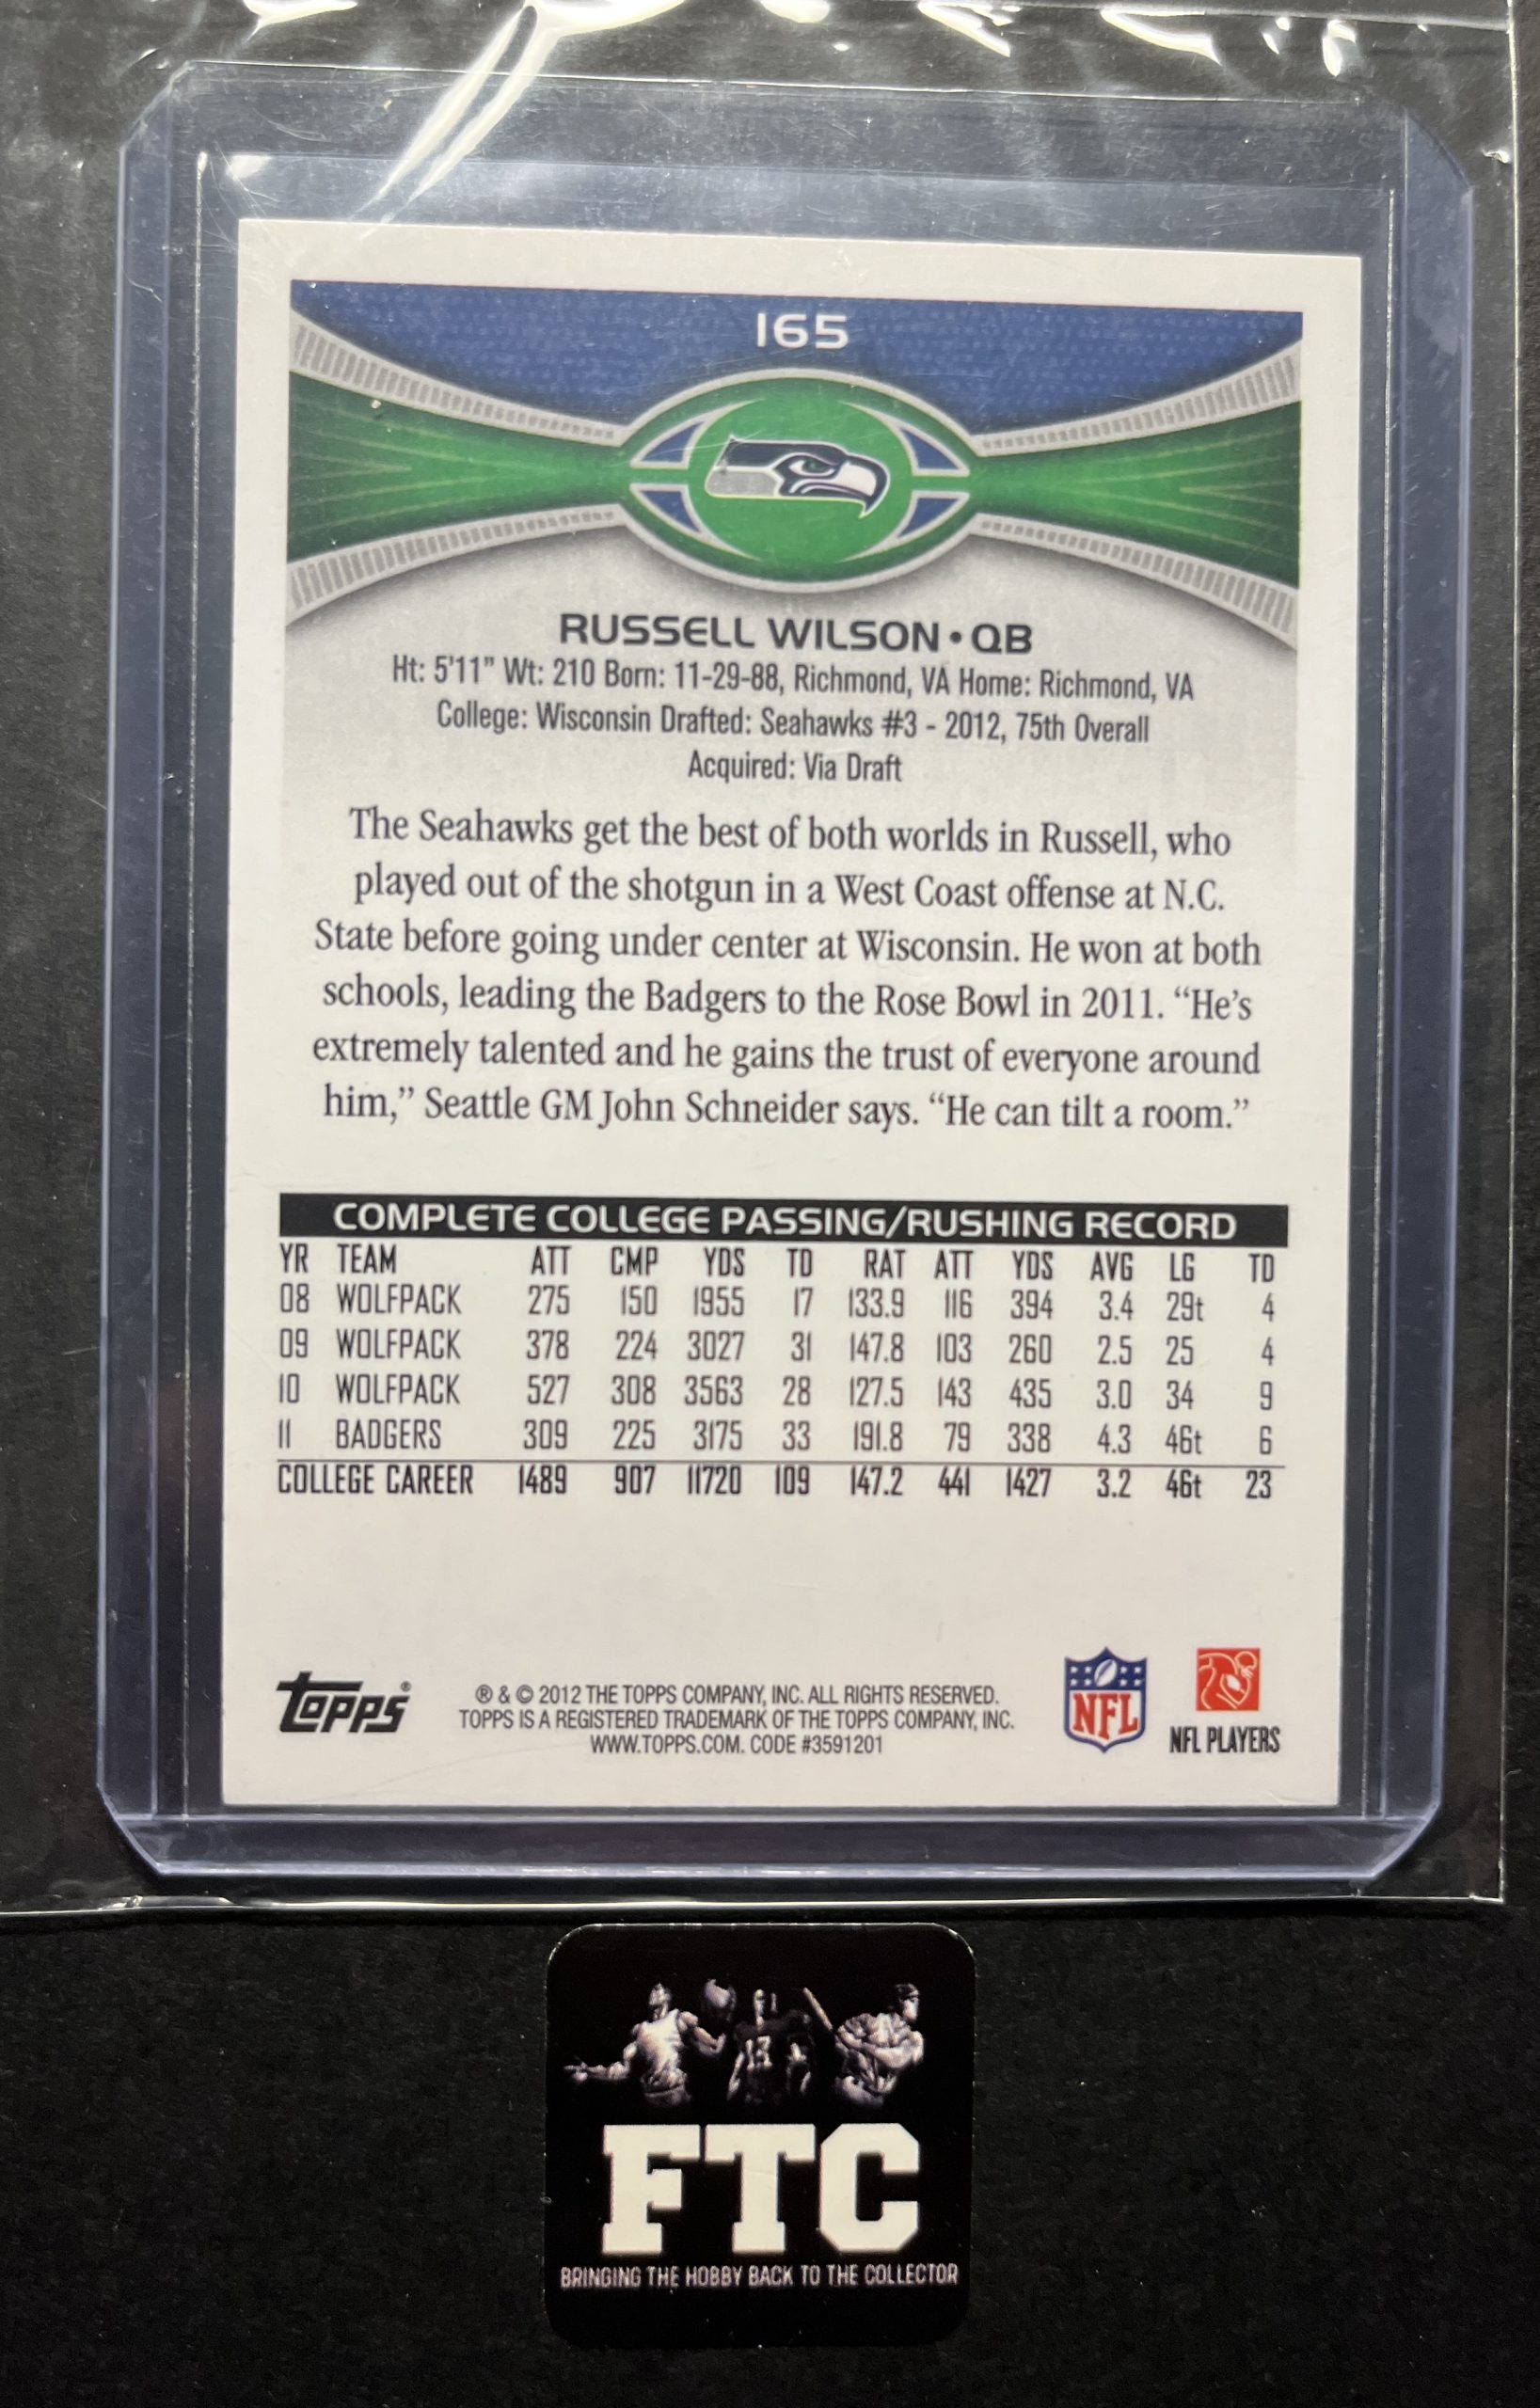 165
RUSSELL WILSON • QB
Ht: 5'11" Wt: 210 Born: 11-29-88, Richmond, VA Home: Richmond, VA
College: Wisconsin Drafted: Seahawks #3 - 2012, 75th Overall
Acquired: Via Draft
The Seahawks get the best of both worlds in Russell, who
played out of the shotgun in a West Coast offense at N.C.
State before going under center at Wisconsin. He won at both
schools, leading the Badgers to the Rose Bowl in 2011. “He’s
extremely talented and he gains the trust of everyone around
him,” Seattle GM John Schneider says. “He can tilt a room.”
COMPLETE COLLEGE PASSING/RUSHING RECORD
YR TEAM ATT CMP YDS TD RAT ATT YDS AVG LG TD
08 WOLFPACK 275 150 1955 17 133.9 116 394 3.4 29t 4
09 WOLFPACK 378 224 3027 31 147.8 103 260 2.5 25 4
10 WOLFPACK 527 308 3563 28 127.5 143 435 3.0 34 9
11 BADGERS 309 225 3175 33 191.8 79 338 4.3 46t 6
COLLEGE CAREER 1489 907 11720 109 147.2 441 1427 3.2 46t 23
Topps®
® & © 2012 THE TOPPS COMPANY, INC. ALL RIGHTS RESERVED.
TOPPS IS A REGISTERED TRADEMARK OF THE TOPPS COMPANY, INC.
WWW.TOPPS.COM. CODE #3591201
NFL
NFL PLAYERS
13
FTC
BRINGING THE HOBBY BACK TO THE COLLECTOR